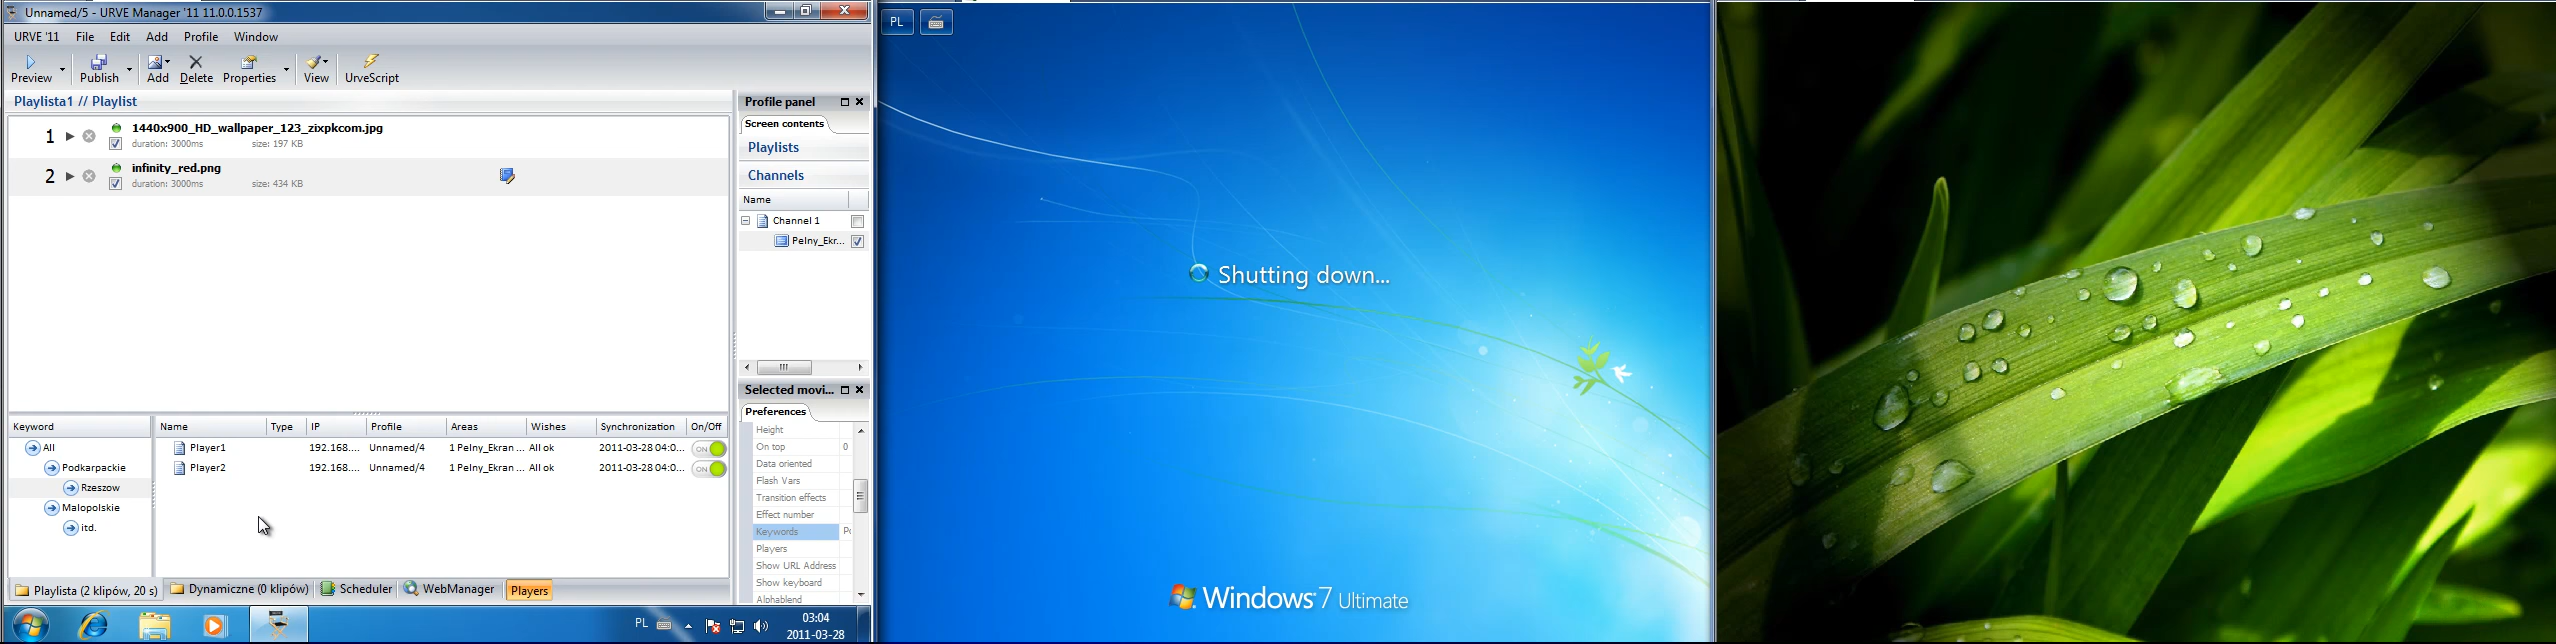 Unnamed/5 - URVE Manager '11 11.0.0.1537
URVE '11 File Edit Add Profile Window
Preview Publish Add Delete Properties View UrveScript
Playlista1 // Playlist
1 1440x900_HD_wallpaper_123_zixpkcom.jpg
duration: 3000ms size: 197 KB
2 infinity_red.png
duration: 3000ms size: 434 KB
Profile panel
Screen contents
Playlists
Channels
Name
Channel 1
Pelny_Ekr...
Selected movi...
Preferences
Height
On top 0
Data oriented
Flash Vars
Transition effects
Effect number
Keywords
Players
Show URL Address
Show keyboard
Alphablend
Keyword
All
Podkarpackie
Rzeszow
Malopolskie
itd.
Name Type IP Profile Areas Wishes Synchronization On/Off
Player1 192.168.... Unnamed/4 1 Pelny_Ekran ... All ok 2011-03-28 04:0... ON
Player2 192.168.... Unnamed/4 1 Pelny_Ekran ... All ok 2011-03-28 04:0... ON
Playlista (2 klipów, 20 s) Dynamiczne (0 klipów) Scheduler WebManager Players
PL 03:04
2011-03-28
PL
Shutting down...
Windows 7 Ultimate